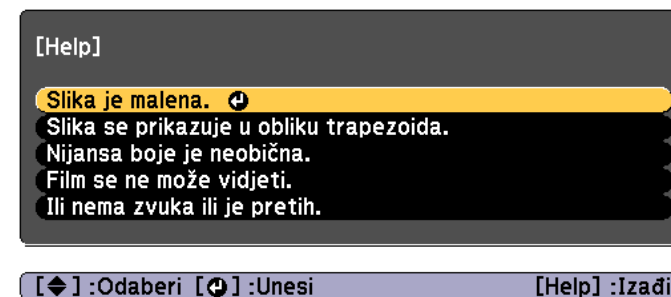 [Help]
Slika je malena.
Slika se prikazuje u obliku trapezoida.
Nijansa boje je neobična.
Film se ne može vidjeti.
Ili nema zvuka ili je pretih.
[◆] :Odaberi [↵] :Unesi [Help] :Izađi